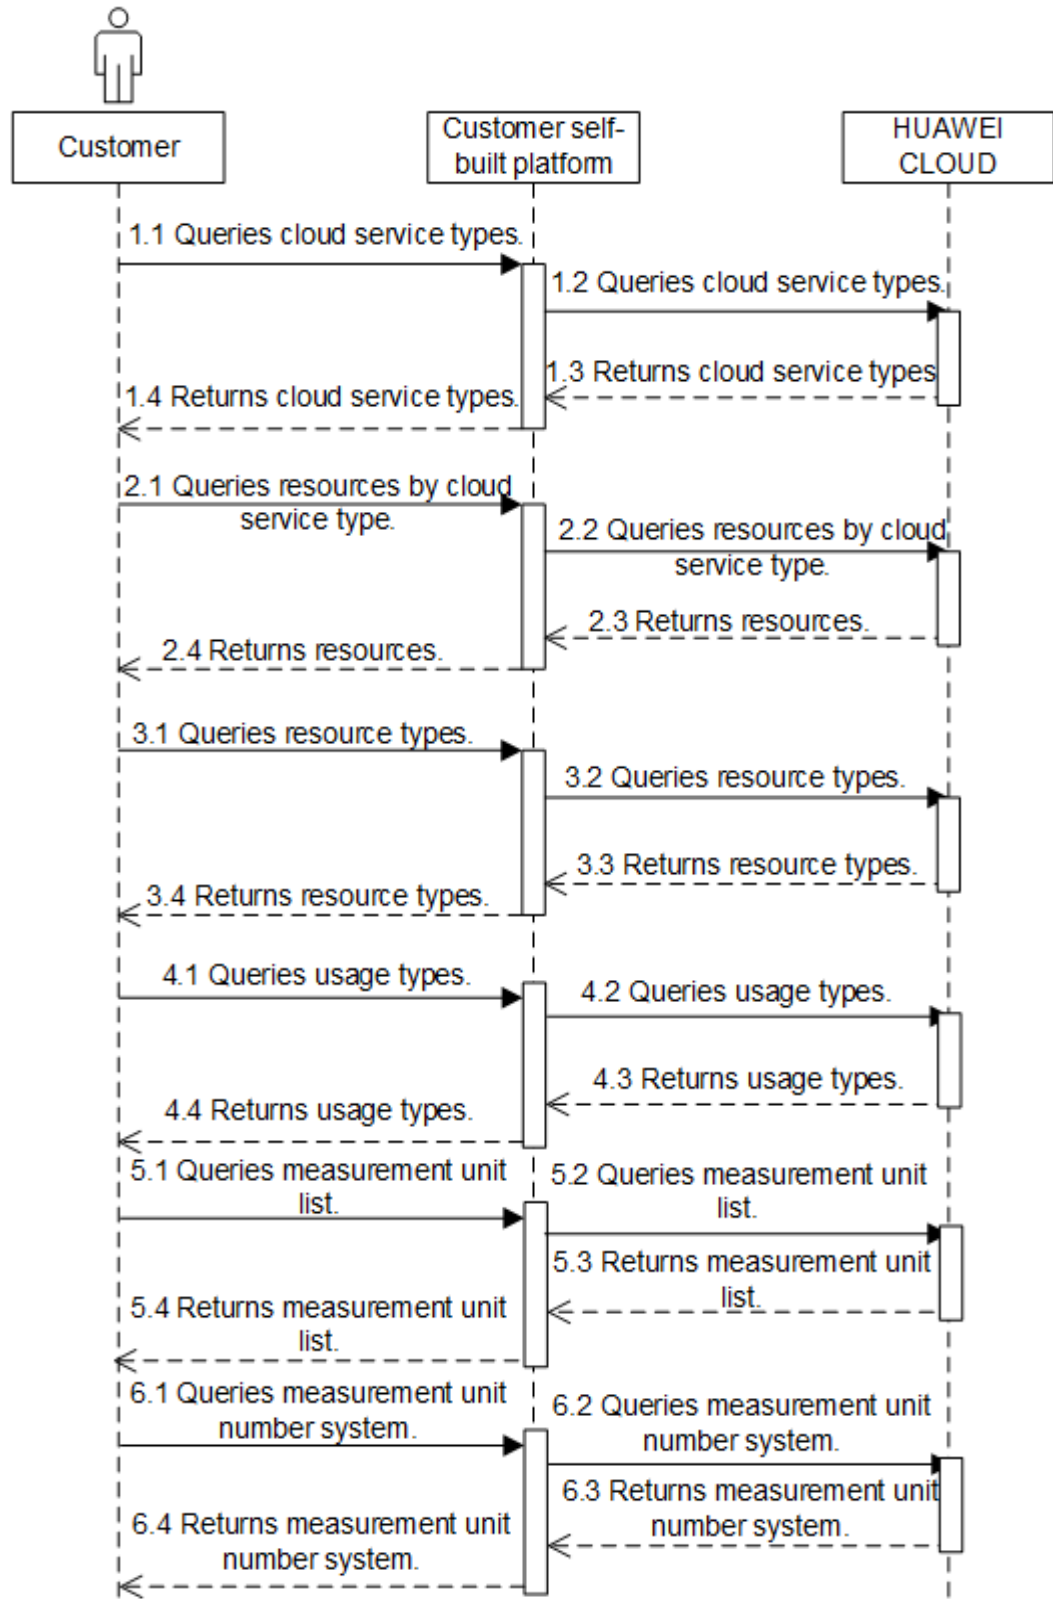 Customer
Customer self-
built platform
HUAWEI
CLOUD
1.1 Queries cloud service types.
1.2 Queries cloud service types.
1.3 Returns cloud service types
1.4 Returns cloud service types.
2.1 Queries resources by cloud
service type.
2.2 Queries resources by cloud
service type.
2.3 Returns resources.
2.4 Returns resources.
3.1 Queries resource types.
3.2 Queries resource types.
3.3 Returns resource types.
3.4 Returns resource types.
4.1 Queries usage types.
4.2 Queries usage types.
4.3 Returns usage types.
4.4 Returns usage types.
5.1 Queries measurement unit
list.
5.2 Queries measurement unit
list.
5.3 Returns measurement unit
list.
5.4 Returns measurement unit
list.
6.1 Queries measurement unit
number system.
6.2 Queries measurement unit
number system.
6.3 Returns measurement unit
number system.
6.4 Returns measurement unit
number system.